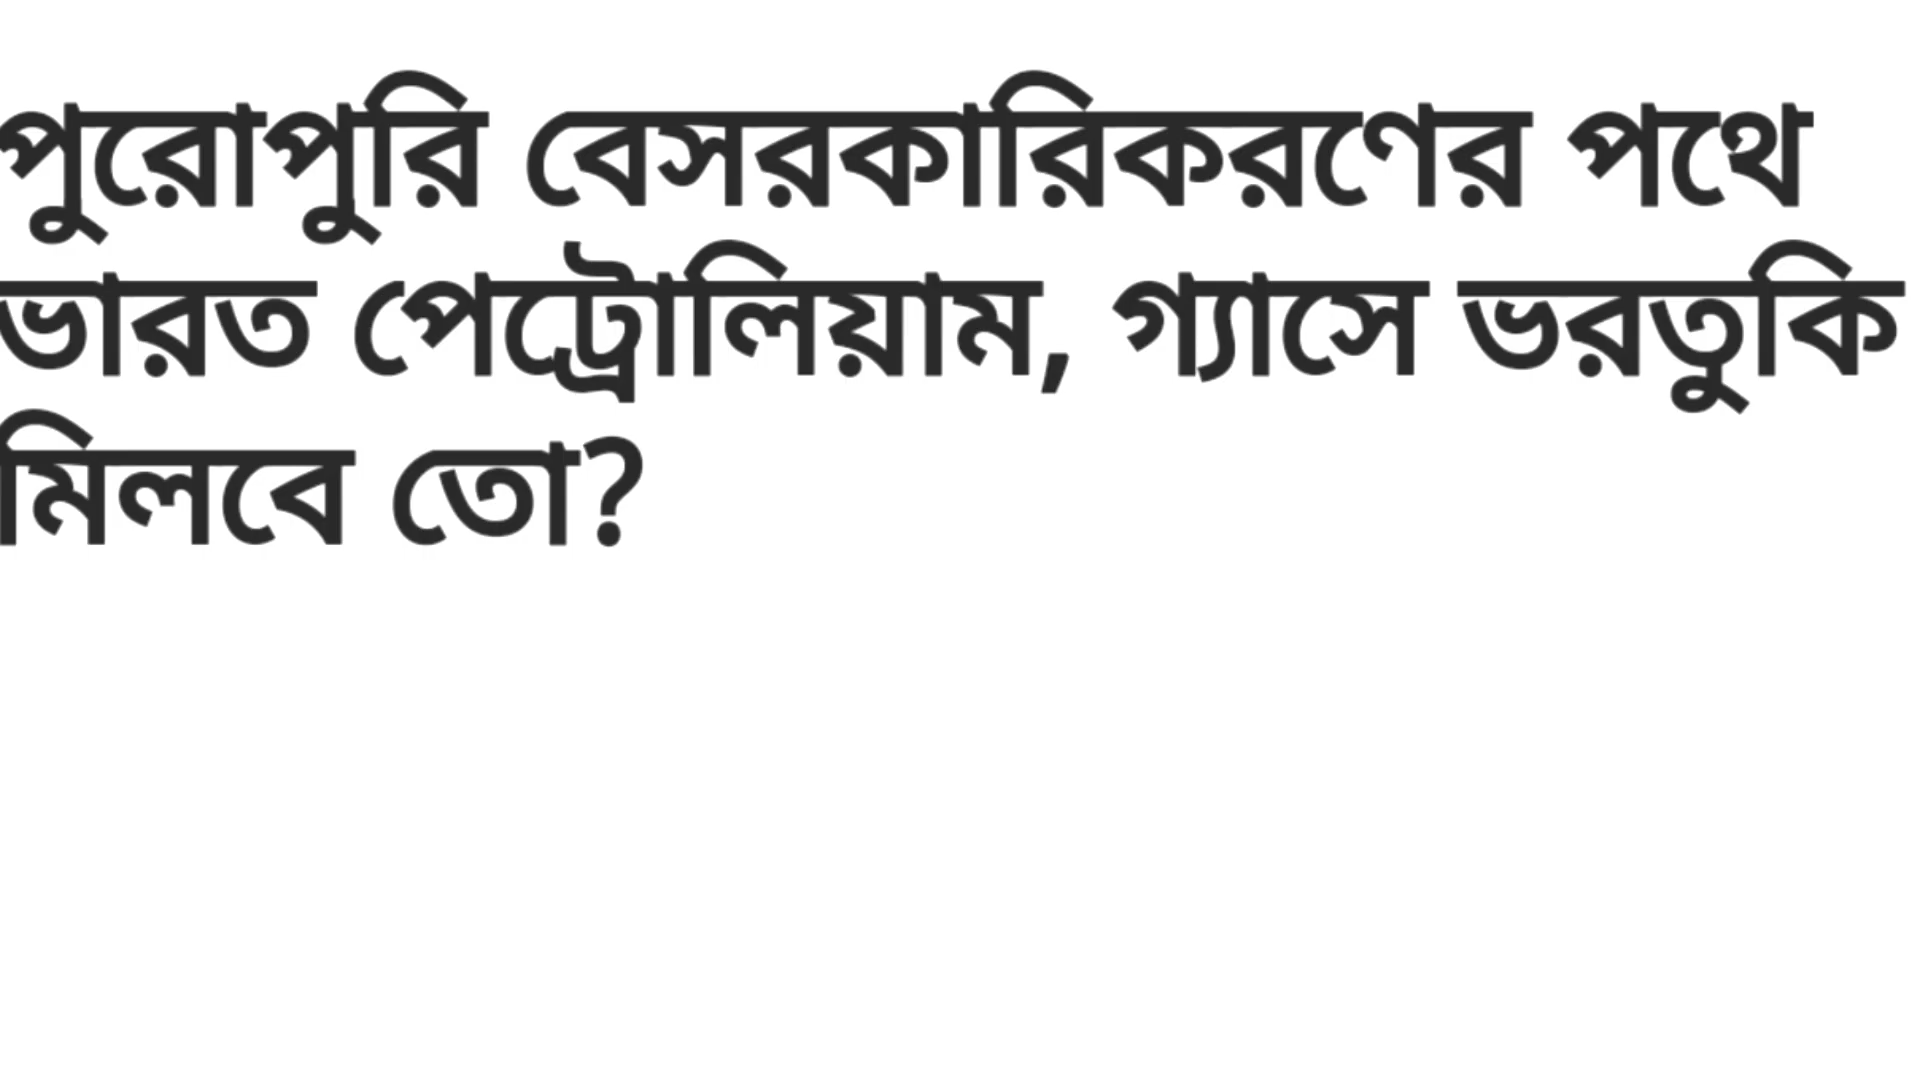 পুরোপুরি বেসরকারিকরণের পথে
ভারত পেট্রোলিয়াম, গ্যাসে ভরতুকি
মিলবে তো?